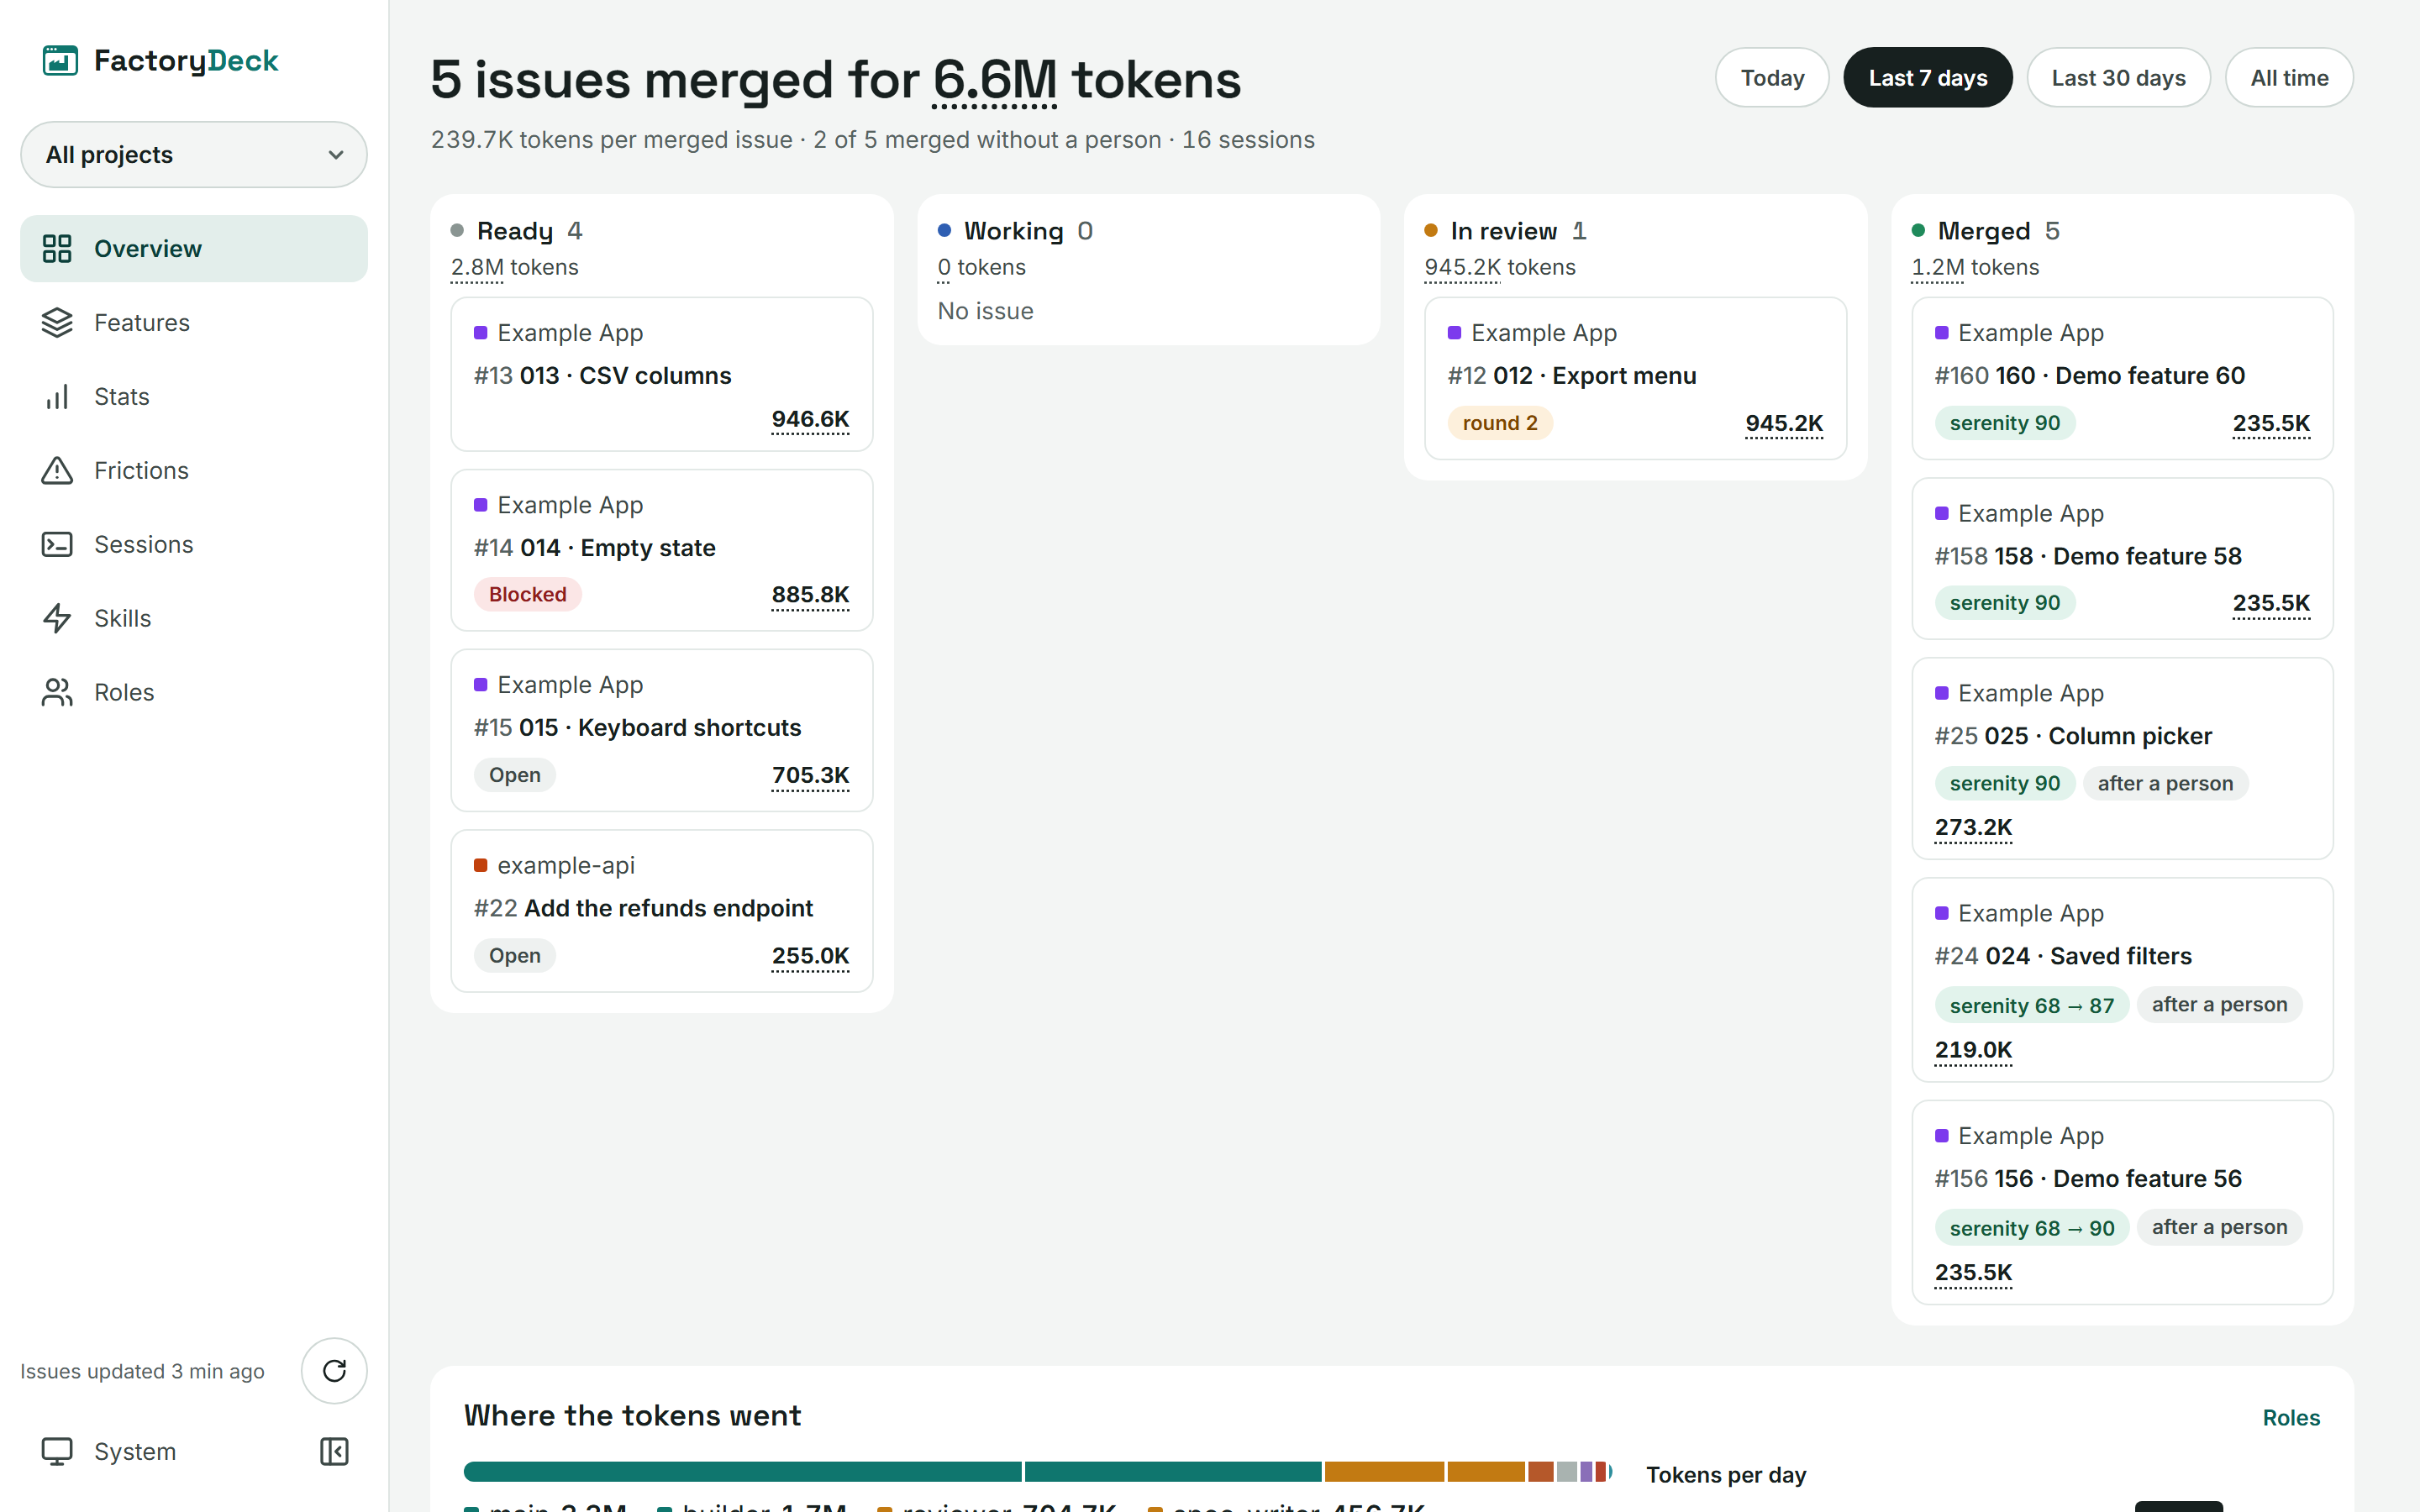 FactoryDeck
All projects
Overview
Features
Stats
Frictions
Sessions
Skills
Roles
Issues updated 3 min ago
System
5 issues merged for 6.6M tokens
239.7K tokens per merged issue · 2 of 5 merged without a person · 16 sessions
Today
Last 7 days
Last 30 days
All time
Ready 4
2.8M tokens
Example App
#13 013 · CSV columns
946.6K
Example App
#14 014 · Empty state
Blocked
885.8K
Example App
#15 015 · Keyboard shortcuts
Open
705.3K
example-api
#22 Add the refunds endpoint
Open
255.0K
Working 0
0 tokens
No issue
In review 1
945.2K tokens
Example App
#12 012 · Export menu
round 2
945.2K
Merged 5
1.2M tokens
Example App
#160 160 · Demo feature 60
serenity 90
235.5K
Example App
#158 158 · Demo feature 58
serenity 90
235.5K
Example App
#25 025 · Column picker
serenity 90
after a person
273.2K
Example App
#24 024 · Saved filters
serenity 68 → 87
after a person
219.0K
Example App
#156 156 · Demo feature 56
serenity 68 → 90
after a person
235.5K
Where the tokens went
Roles
Tokens per day